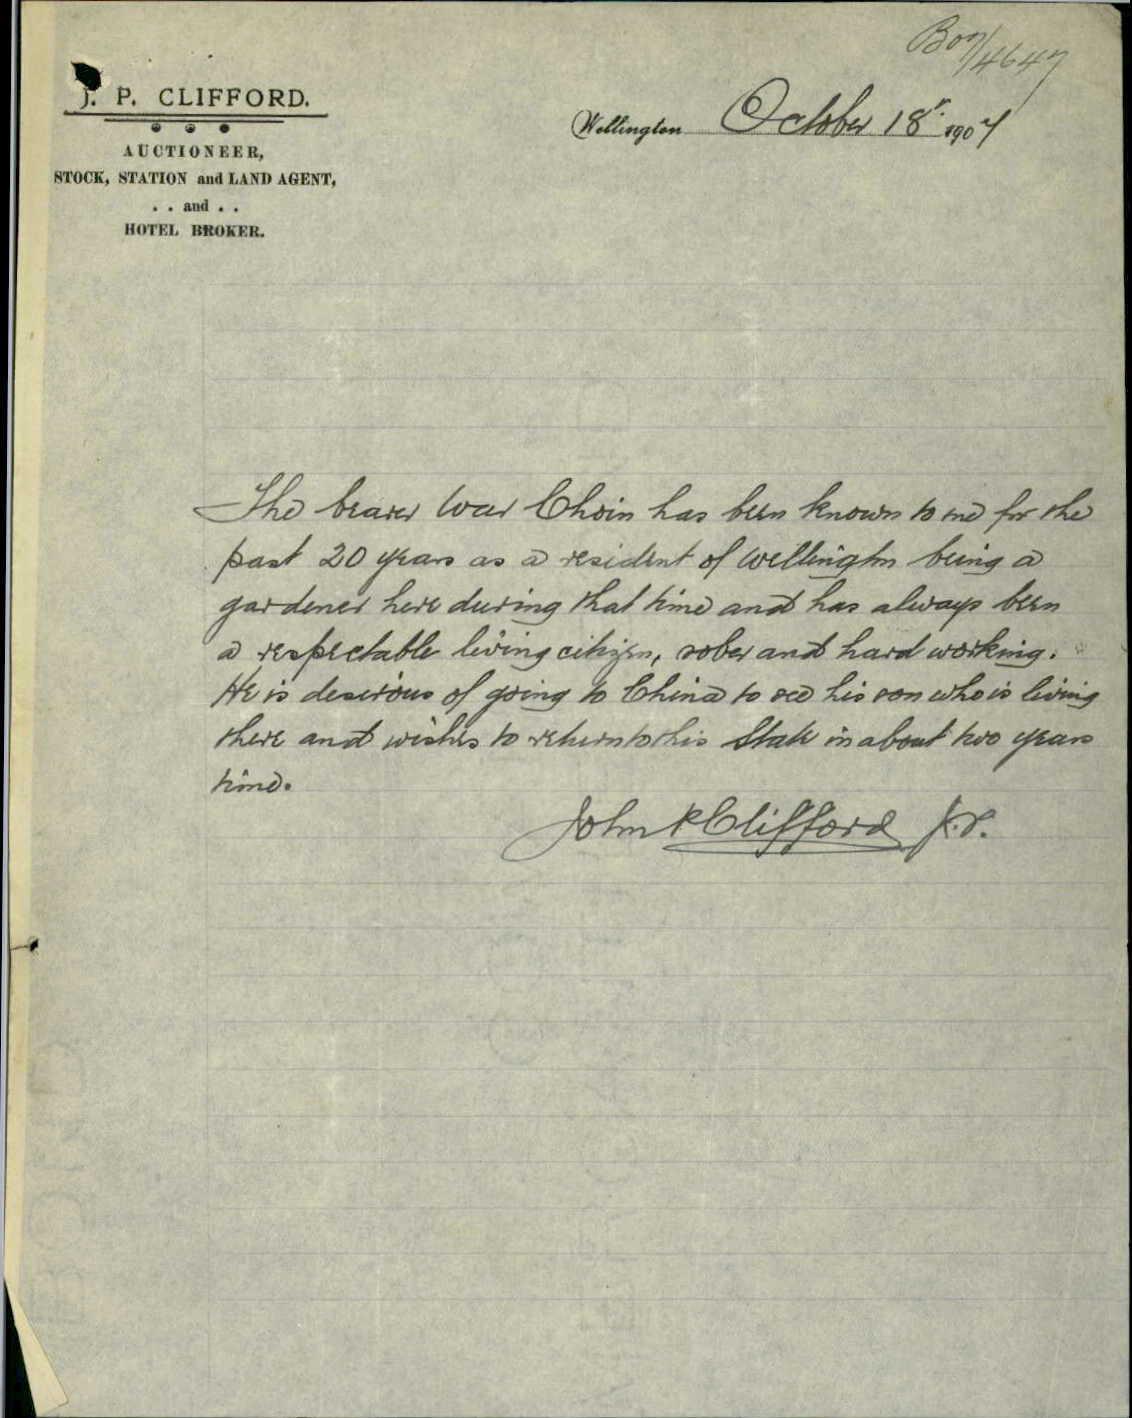 B07/4647
J. P. CLIFFORD.
AUCTIONEER,
STOCK, STATION and LAND AGENT,
. . and . .
HOTEL BROKER.
Wellington October 18th 1907
The bearer War Choin has been known to me for the
past 20 years as a resident of Wellington being a
gardener here during that time and has always been
a respectable living citizen, sober and hard working.
He is desirous of going to China to see his son who is living
there and wishes to return to this State in about two years
time.
John P Clifford J.P.